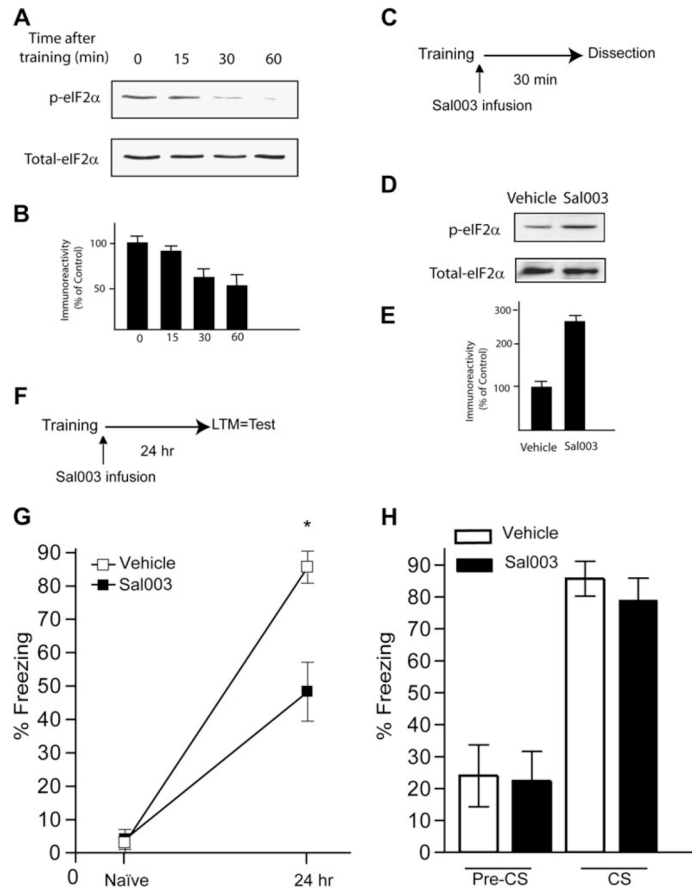 A
Time after
training (min)
0 15 30 60
p-eIF2α
Total-eIF2α
B
Immunoreactivity
(% of Control)
100
50
0 15 30 60
C
Training
Dissection
30 min
Sal003 infusion
D
Vehicle Sal003
p-eIF2α
Total-eIF2α
E
Immunoreactivity
(% of Control)
300
200
100
Vehicle Sal003
F
Training
LTM=Test
24 hr
Sal003 infusion
G
*
Vehicle
Sal003
% Freezing
90
80
70
60
50
40
30
20
10
0
0
Naïve
24 hr
H
Vehicle
Sal003
% Freezing
90
80
70
60
50
40
30
20
10
0
Pre-CS
CS